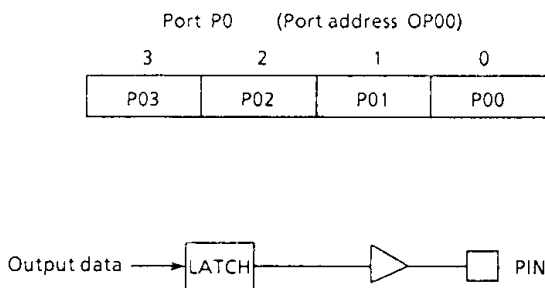 Port P0 (Port address OP00)
3 2 1 0
P03 P02 P01 P00
Output data LATCH PIN